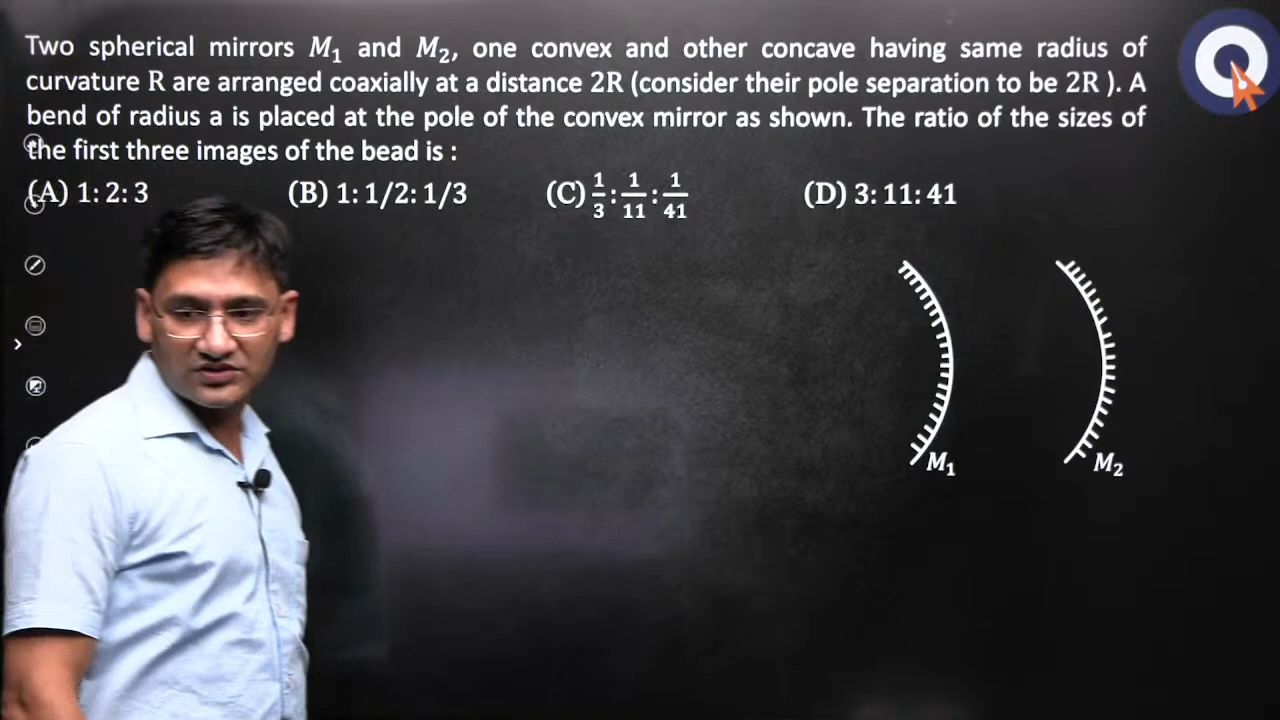 Two spherical mirrors M₁ and M₂, one convex and other concave having same radius of
curvature R are arranged coaxially at a distance 2R (consider their pole separation to be 2R ). A
bend of radius a is placed at the pole of the convex mirror as shown. The ratio of the sizes of
the first three images of the bead is :
(A) 1: 2: 3 (B) 1: 1/2: 1/3 (C) 1/3 : 1/11 : 1/41 (D) 3: 11: 41
M₁ M₂